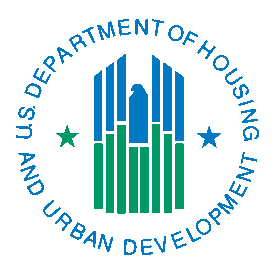 U.S. DEPARTMENT OF HOUSING
AND URBAN DEVELOPMENT